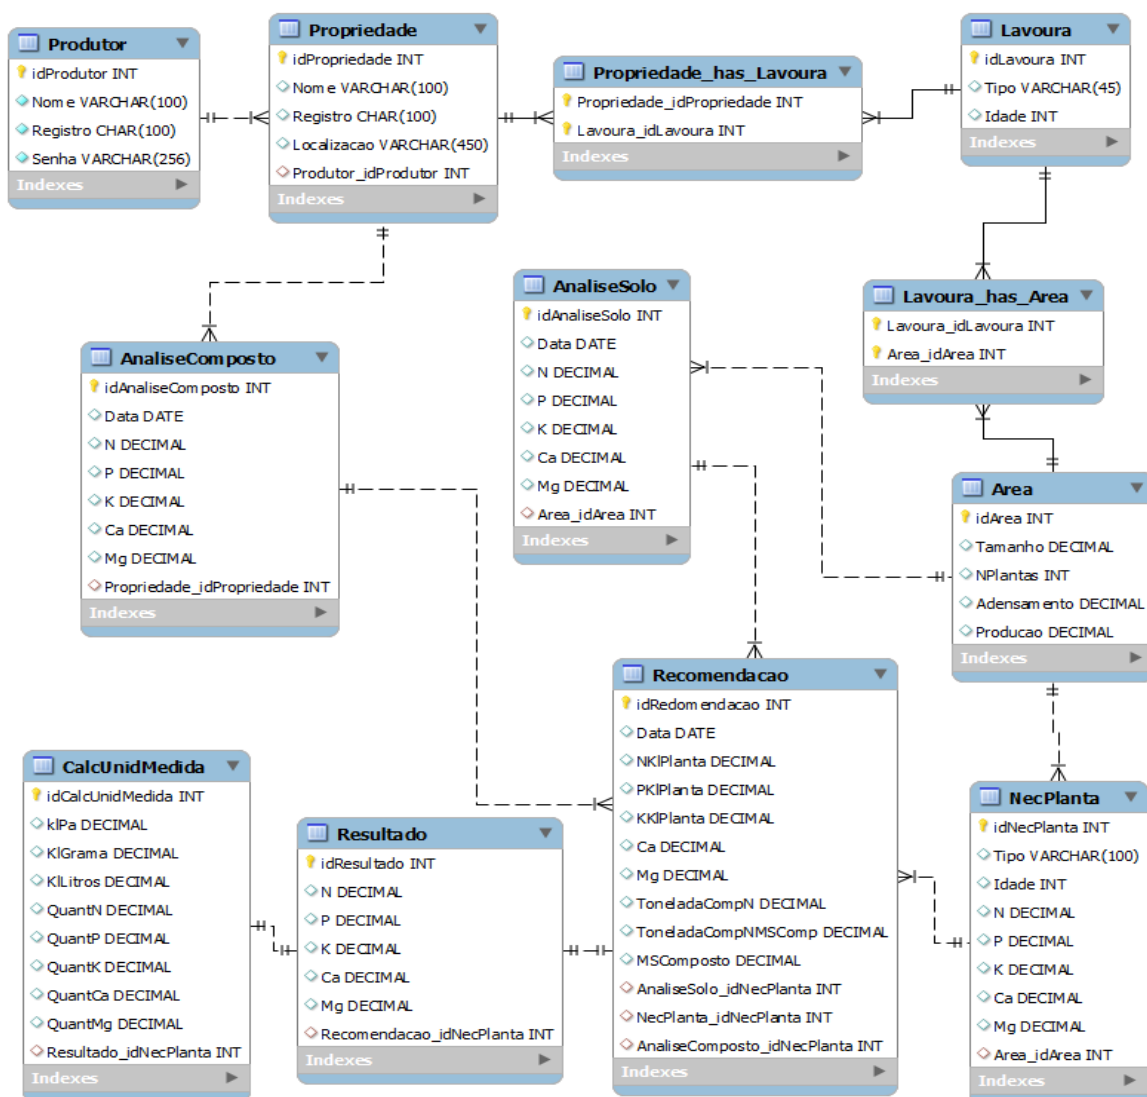 Produtor
idProdutor INT
Nome VARCHAR(100)
Registro CHAR(100)
Senha VARCHAR(256)
Indexes
Propriedade
idPropriedade INT
Nome VARCHAR(100)
Registro CHAR(100)
Localizacao VARCHAR(450)
Produtor_idProdutor INT
Indexes
Propriedade_has_Lavoura
Propriedade_idPropriedade INT
Lavoura_idLavoura INT
Indexes
Lavoura
idLavoura INT
Tipo VARCHAR(45)
Idade INT
Indexes
AnaliseComposto
idAnaliseComposto INT
Data DATE
N DECIMAL
P DECIMAL
K DECIMAL
Ca DECIMAL
Mg DECIMAL
Propriedade_idPropriedade INT
Indexes
AnaliseSolo
idAnaliseSolo INT
Data DATE
N DECIMAL
P DECIMAL
K DECIMAL
Ca DECIMAL
Mg DECIMAL
Area_idArea INT
Indexes
Lavoura_has_Area
Lavoura_idLavoura INT
Area_idArea INT
Indexes
Area
idArea INT
Tamanho DECIMAL
NPlantas INT
Adensamento DECIMAL
Producao DECIMAL
Indexes
CalcUnidMedida
idCalcUnidMedida INT
klPa DECIMAL
KlGrama DECIMAL
KlLitros DECIMAL
QuantN DECIMAL
QuantP DECIMAL
QuantK DECIMAL
QuantCa DECIMAL
QuantMg DECIMAL
Resultado_idNecPlanta INT
Indexes
Resultado
idResultado INT
N DECIMAL
P DECIMAL
K DECIMAL
Ca DECIMAL
Mg DECIMAL
Recomendacao_idNecPlanta INT
Indexes
Recomendacao
idRedomendacao INT
Data DATE
NKlPlanta DECIMAL
PKlPlanta DECIMAL
KKlPlanta DECIMAL
Ca DECIMAL
Mg DECIMAL
ToneladaCompN DECIMAL
ToneladaCompNMSComp DECIMAL
MSComposto DECIMAL
AnaliseSolo_idNecPlanta INT
NecPlanta_idNecPlanta INT
AnaliseComposto_idNecPlanta INT
Indexes
NecPlanta
idNecPlanta INT
Tipo VARCHAR(100)
Idade INT
N DECIMAL
P DECIMAL
K DECIMAL
Ca DECIMAL
Mg DECIMAL
Area_idArea INT
Indexes